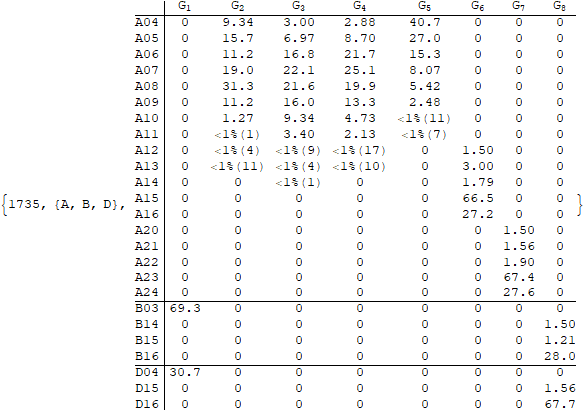 G₁ G₂ G₃ G₄ G₅ G₆ G₇ G₈
A04 0 9.34 3.00 2.88 40.7 0 0 0
A05 0 15.7 6.97 8.70 27.0 0 0 0
A06 0 11.2 16.8 21.7 15.3 0 0 0
A07 0 19.0 22.1 25.1 8.07 0 0 0
A08 0 31.3 21.6 19.9 5.42 0 0 0
A09 0 11.2 16.0 13.3 2.48 0 0 0
A10 0 1.27 9.34 4.73 <1%(11) 0 0 0
A11 0 <1%(1) 3.40 2.13 <1%(7) 0 0 0
A12 0 <1%(4) <1%(9) <1%(17) 0 1.50 0 0
A13 0 <1%(11) <1%(4) <1%(10) 0 3.00 0 0
A14 0 0 <1%(1) 0 0 1.79 0 0
{1735, {A, B, D}, A15 0 0 0 0 0 66.5 0 0 }
A16 0 0 0 0 0 27.2 0 0
A20 0 0 0 0 0 0 1.50 0
A21 0 0 0 0 0 0 1.56 0
A22 0 0 0 0 0 0 1.90 0
A23 0 0 0 0 0 0 67.4 0
A24 0 0 0 0 0 0 27.6 0
B03 69.3 0 0 0 0 0 0 0
B14 0 0 0 0 0 0 0 1.50
B15 0 0 0 0 0 0 0 1.21
B16 0 0 0 0 0 0 0 28.0
D04 30.7 0 0 0 0 0 0 0
D15 0 0 0 0 0 0 0 1.56
D16 0 0 0 0 0 0 0 67.7